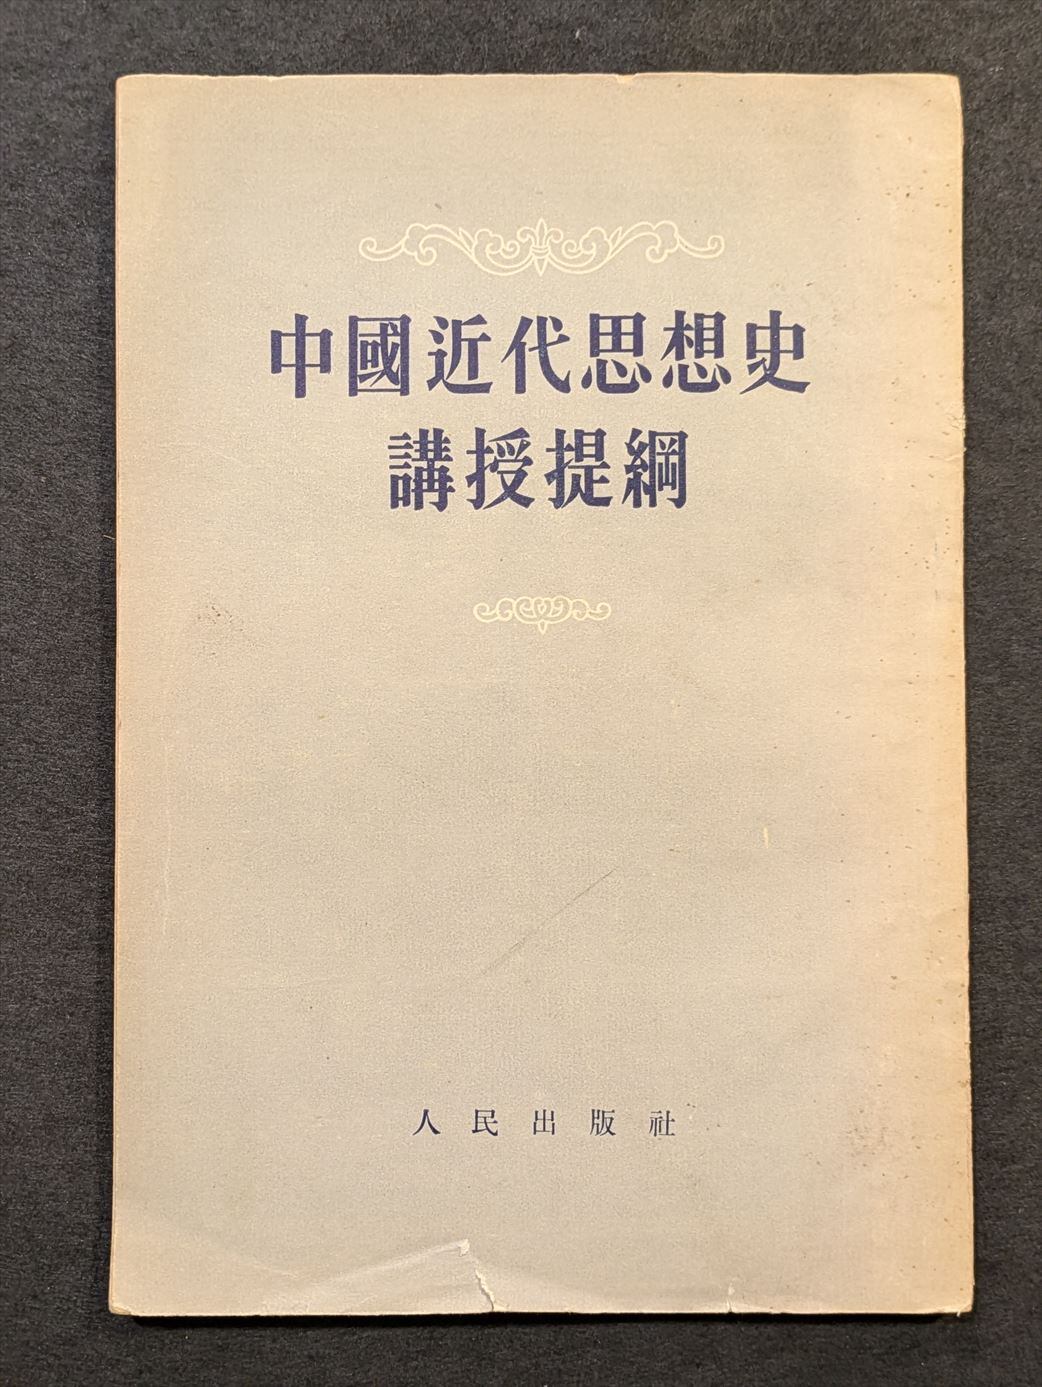 中國近代思想史
講授提綱
人民出版社